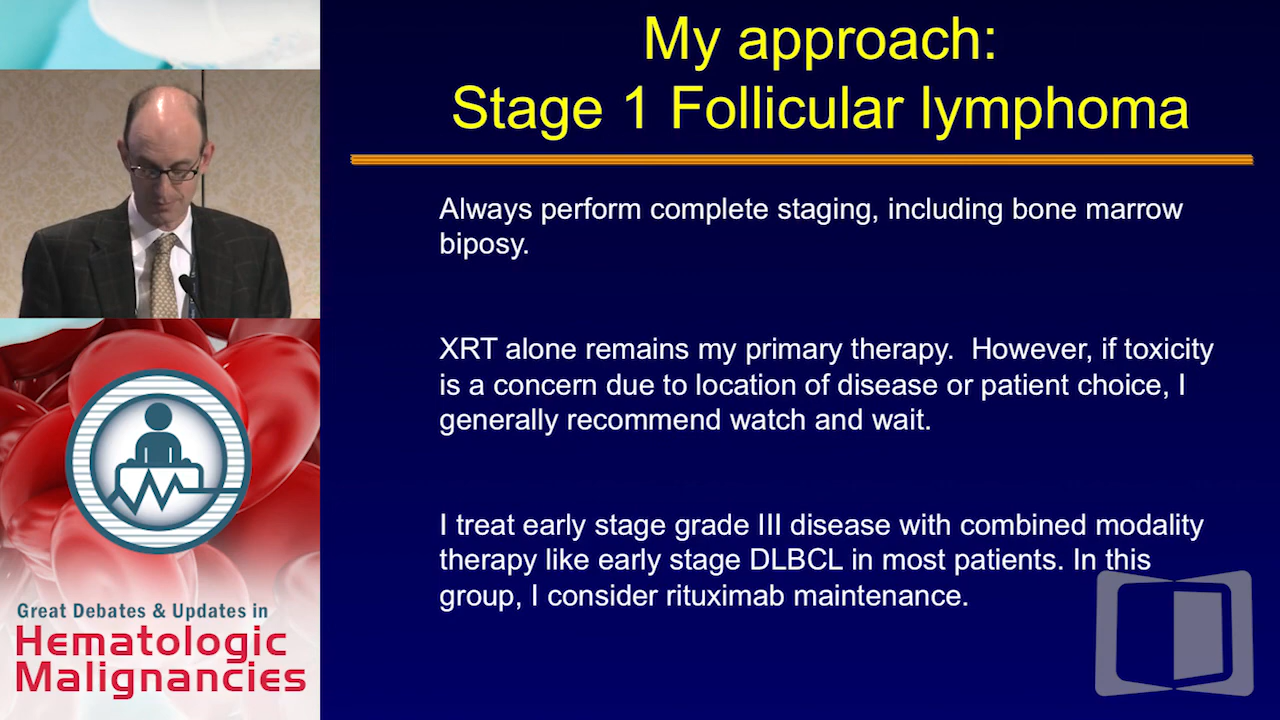 My approach:
Stage 1 Follicular lymphoma
Always perform complete staging, including bone marrow
biposy.
XRT alone remains my primary therapy.  However, if toxicity
is a concern due to location of disease or patient choice, I
generally recommend watch and wait.
I treat early stage grade III disease with combined modality
therapy like early stage DLBCL in most patients. In this
group, I consider rituximab maintenance.
Great Debates & Updates in
Hematologic
Malignancies